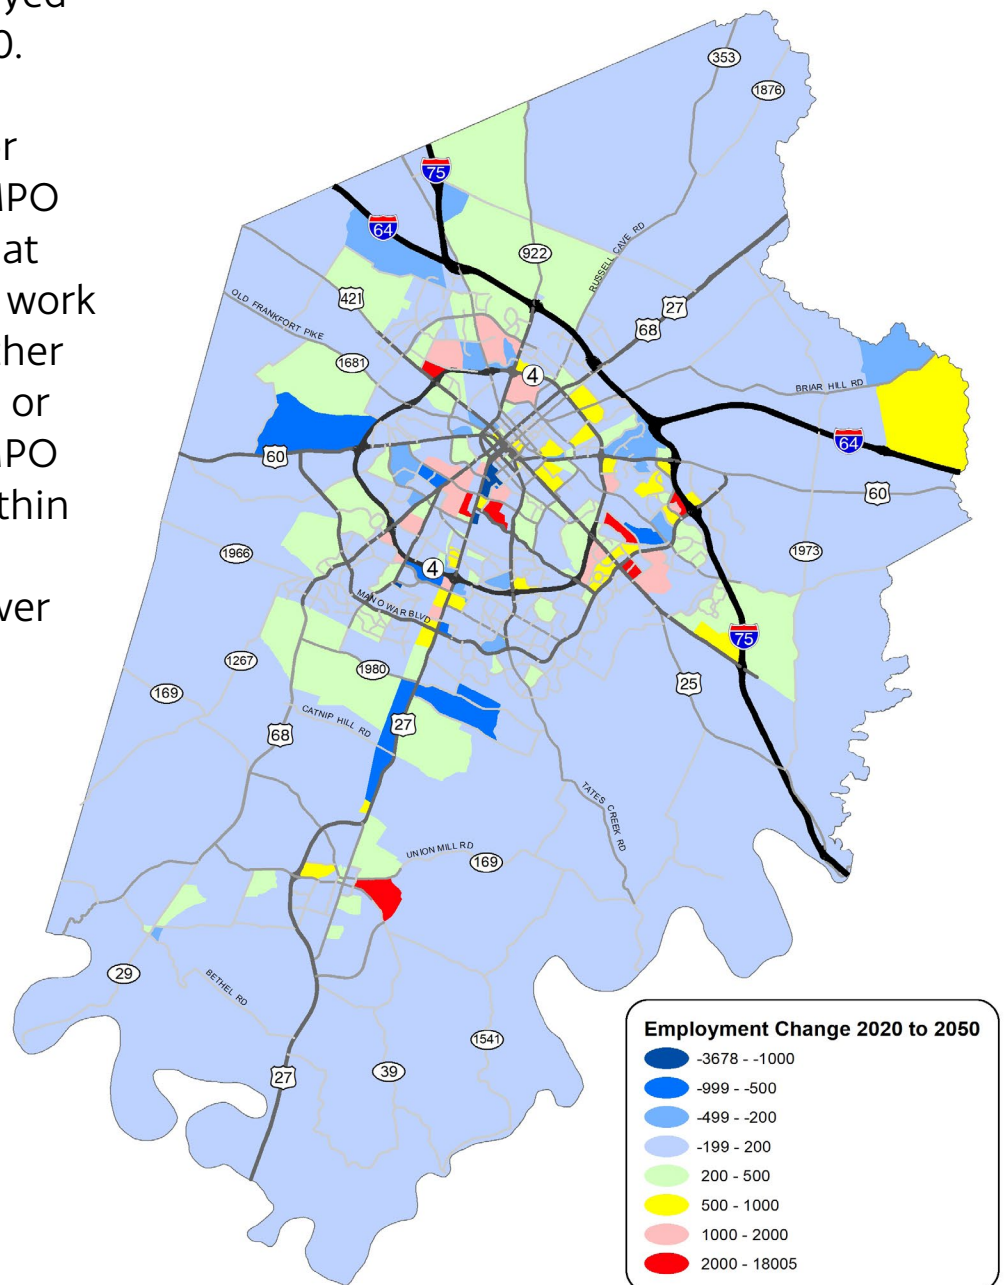 yed
0.
r
MPO
at
work
ther
or
MPO
thin
ver
353
1876
75
64
922
RUSSELL CAVE RD
421
27
OLD FRANKFORT PIKE
68
1681
4
BRIAR HILL RD
64
60
60
1966
1973
4
MAN O WAR BLVD
75
1267
1980
25
169
27
CATNIP HILL RD
68
TATES CREEK RD
UNION MILL RD
169
29
BETHEL RD
1541
39
27
Employment Change 2020 to 2050
-3678 - -1000
-999 - -500
-499 - -200
-199 - 200
200 - 500
500 - 1000
1000 - 2000
2000 - 18005